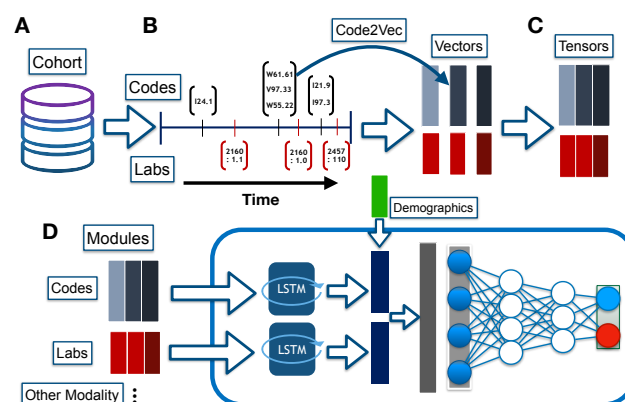 A
B
C
Cohort
Code2Vec
Vectors
Tensors
Codes
I24.1
W61.61
V97.33
W55.22
I21.9
I97.3
2160
: 1.1
2160
: 1.0
2457
: 110
Labs
Time
Demographics
D
Modules
Codes
LSTM
Labs
LSTM
Other Modality